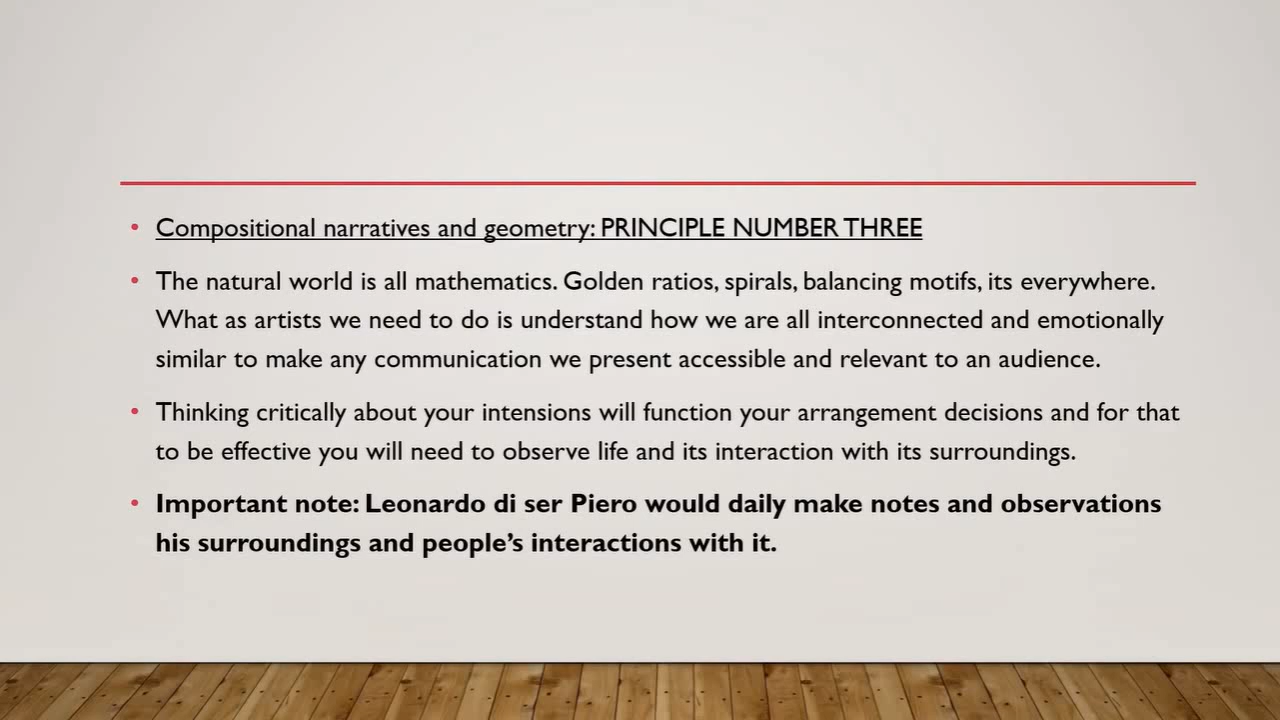 • Compositional narratives and geometry: PRINCIPLE NUMBER THREE
• The natural world is all mathematics. Golden ratios, spirals, balancing motifs, its everywhere.
What as artists we need to do is understand how we are all interconnected and emotionally
similar to make any communication we present accessible and relevant to an audience.
• Thinking critically about your intensions will function your arrangement decisions and for that
to be effective you will need to observe life and its interaction with its surroundings.
• Important note: Leonardo di ser Piero would daily make notes and observations
his surroundings and people’s interactions with it.